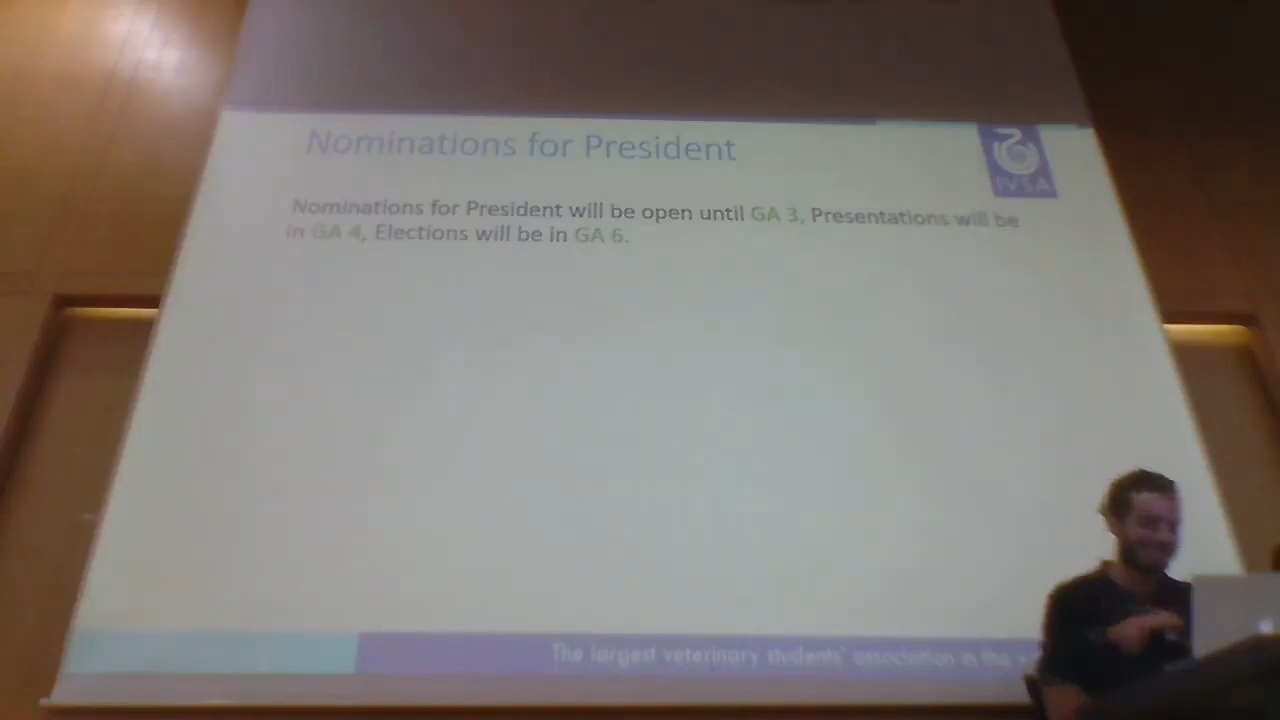 Nominations for President
IVSA
Nominations for President will be open until GA 3, Presentations will be
in GA 4, Elections will be in GA 6.
The largest veterinary students' association in the